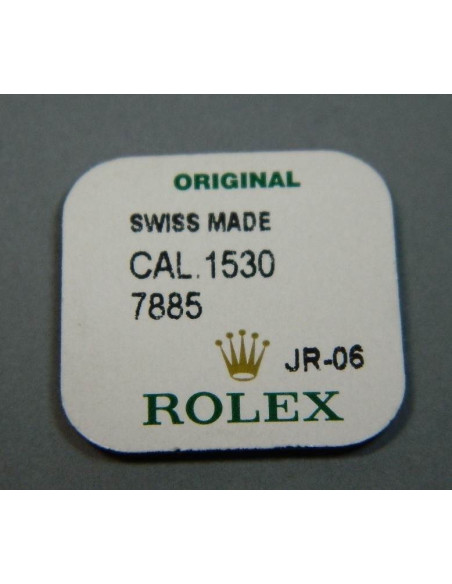 ORIGINAL
SWISS MADE
CAL.1530
7885
JR-06
ROLEX